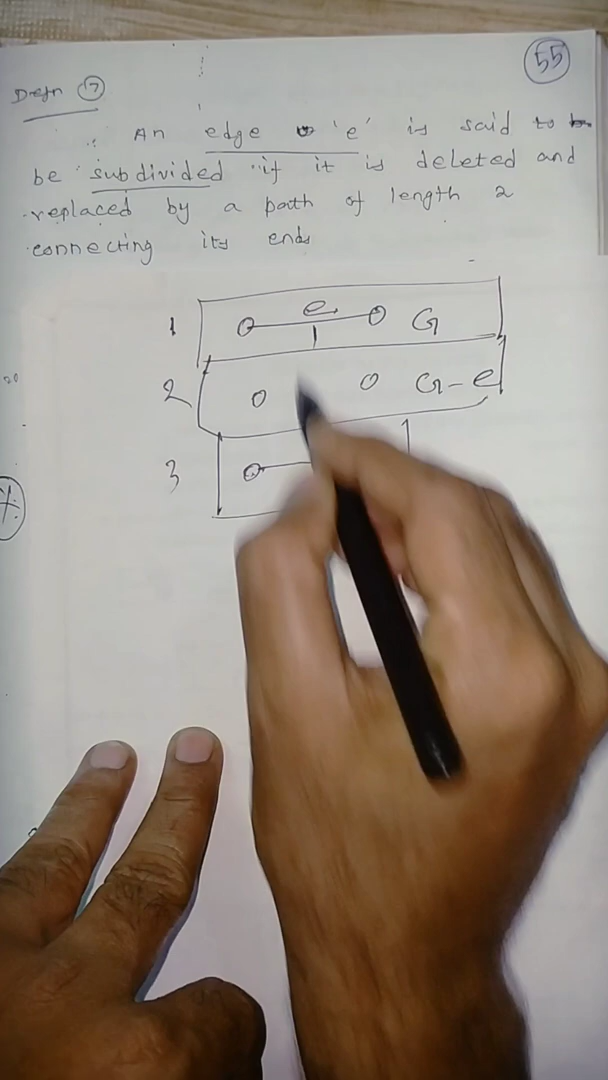 55
Defn 17
An edge 'e' is said to
be subdivided if it is deleted and
replaced by a path of length 2
connecting its ends
1 e G
2 G-e
3